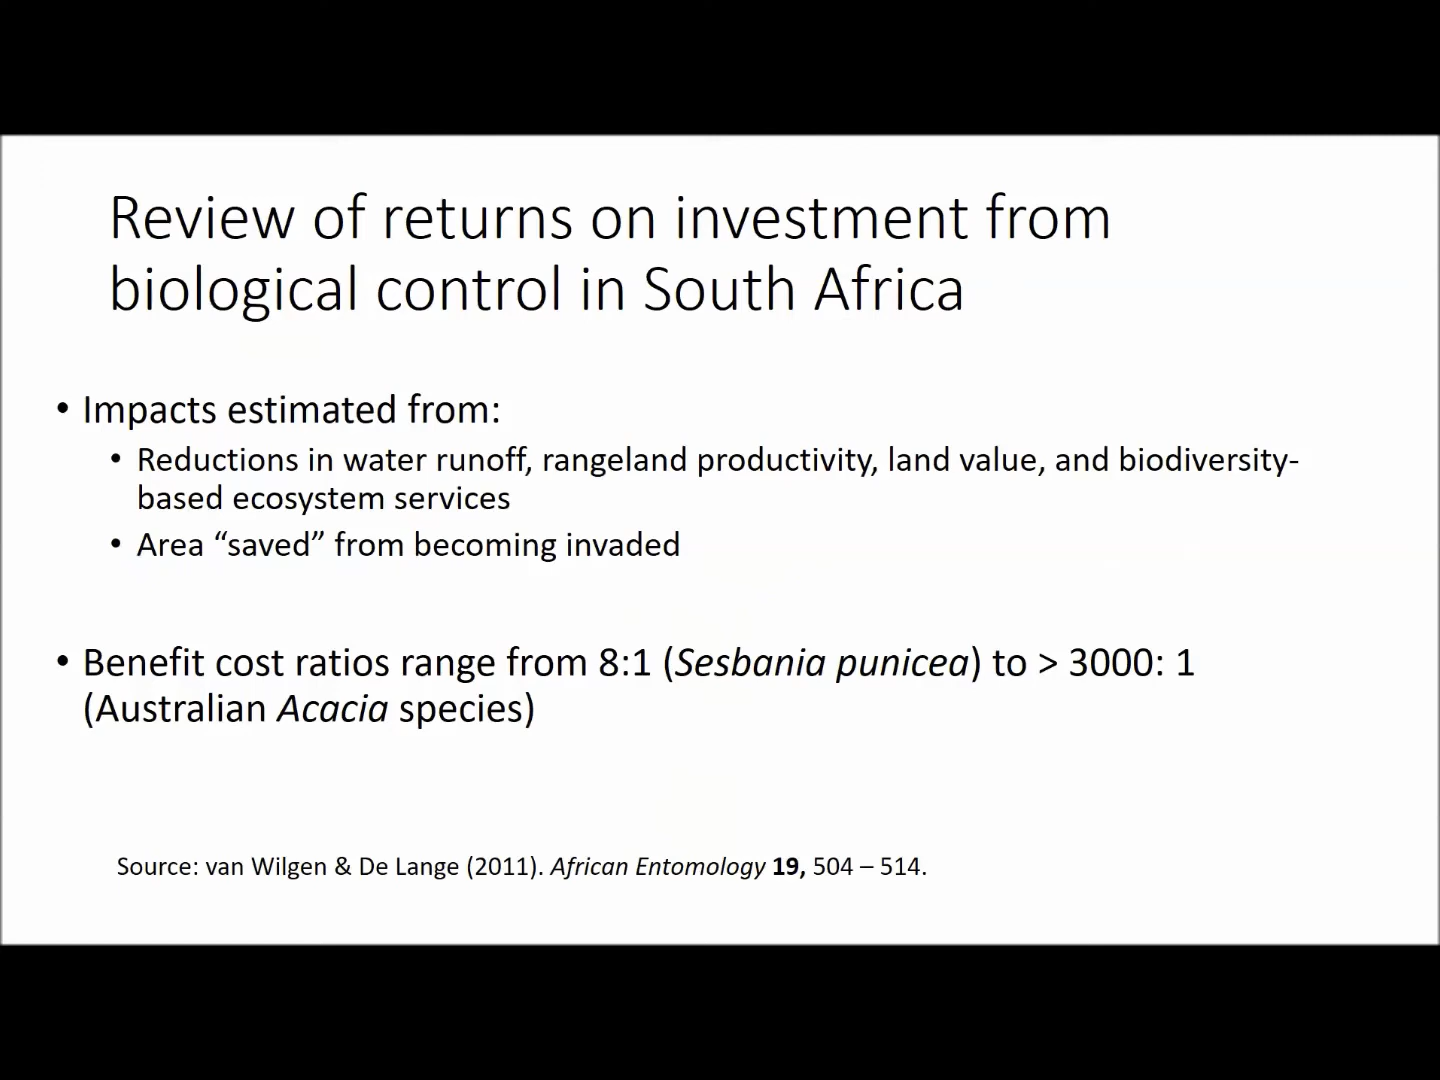 Review of returns on investment from
biological control in South Africa
• Impacts estimated from:
• Reductions in water runoff, rangeland productivity, land value, and biodiversity-
based ecosystem services
• Area “saved” from becoming invaded
• Benefit cost ratios range from 8:1 (Sesbania punicea) to > 3000: 1
(Australian Acacia species)
Source: van Wilgen & De Lange (2011). African Entomology 19, 504 – 514.